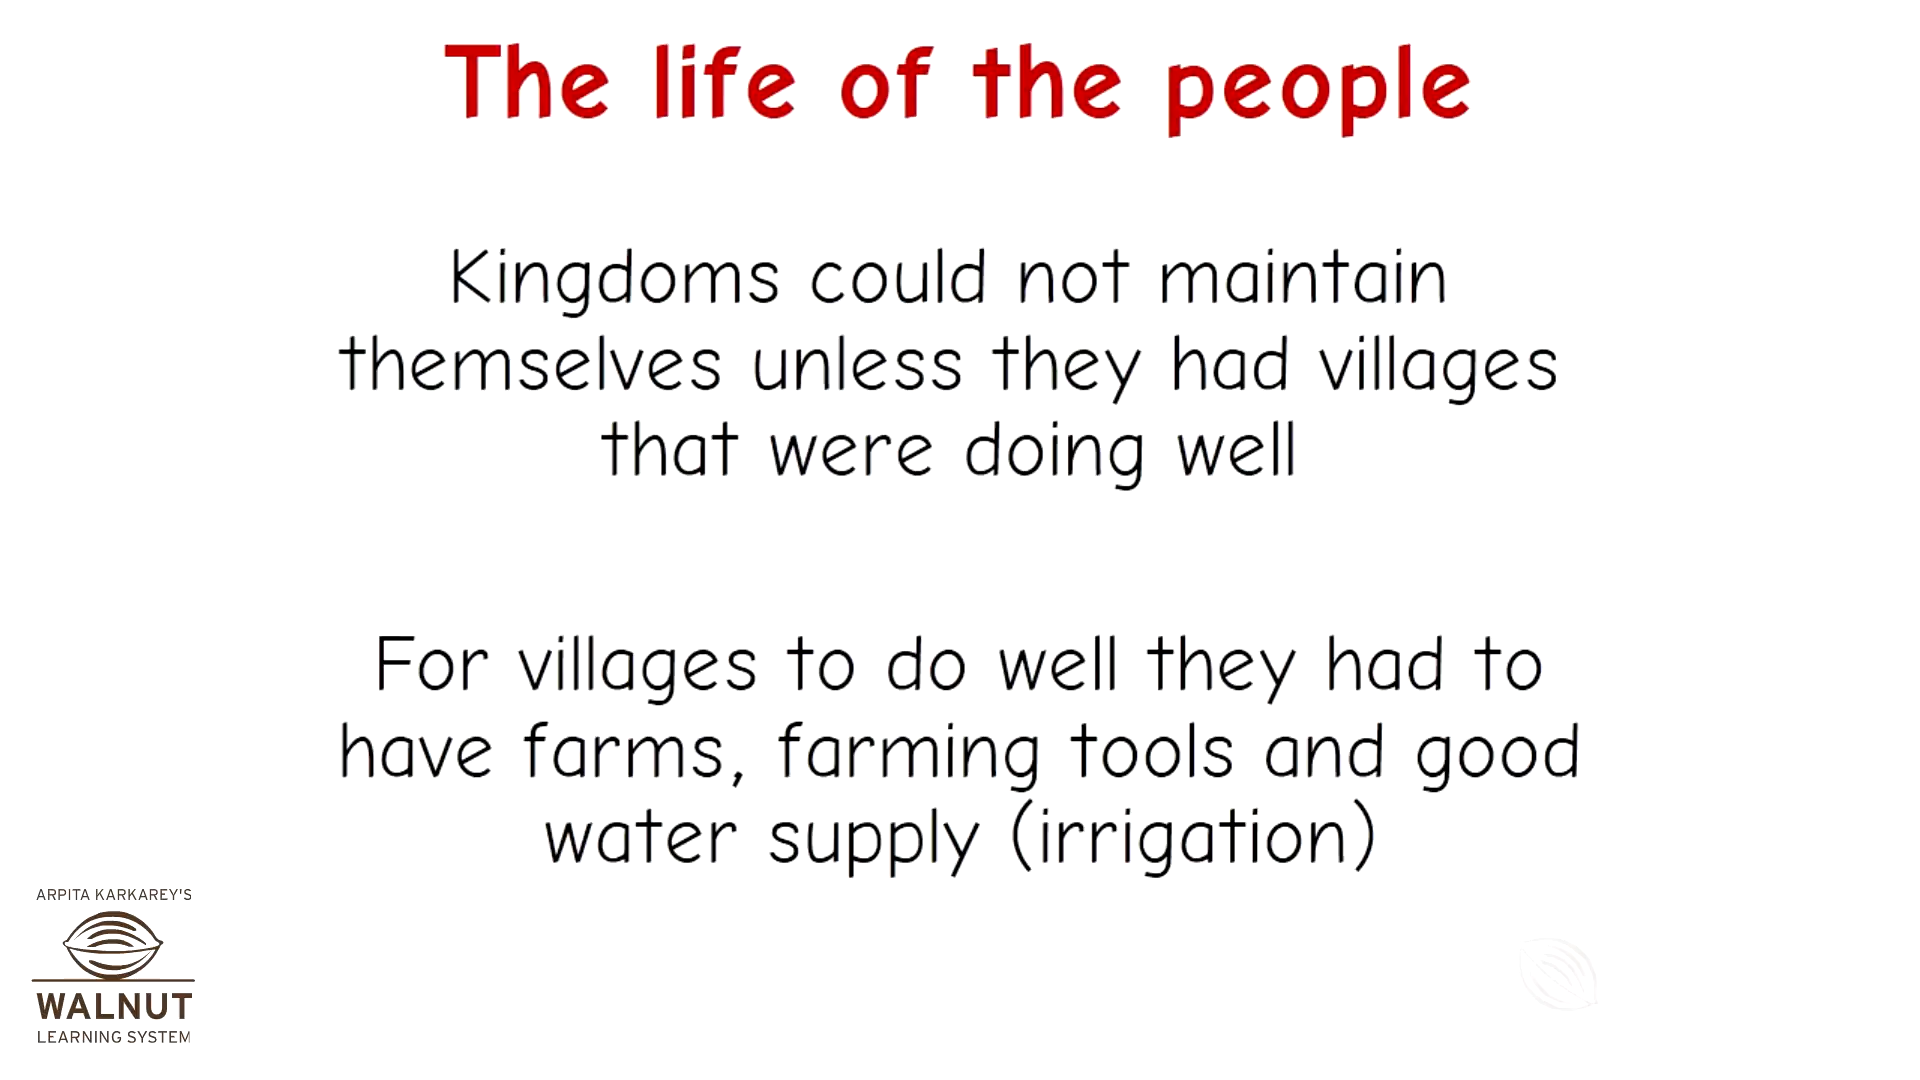 The life of the people
Kingdoms could not maintain
themselves unless they had villages
that were doing well
For villages to do well they had to
have farms, farming tools and good
water supply (irrigation)
ARPITA KARKAREY'S
WALNUT
LEARNING SYSTEM